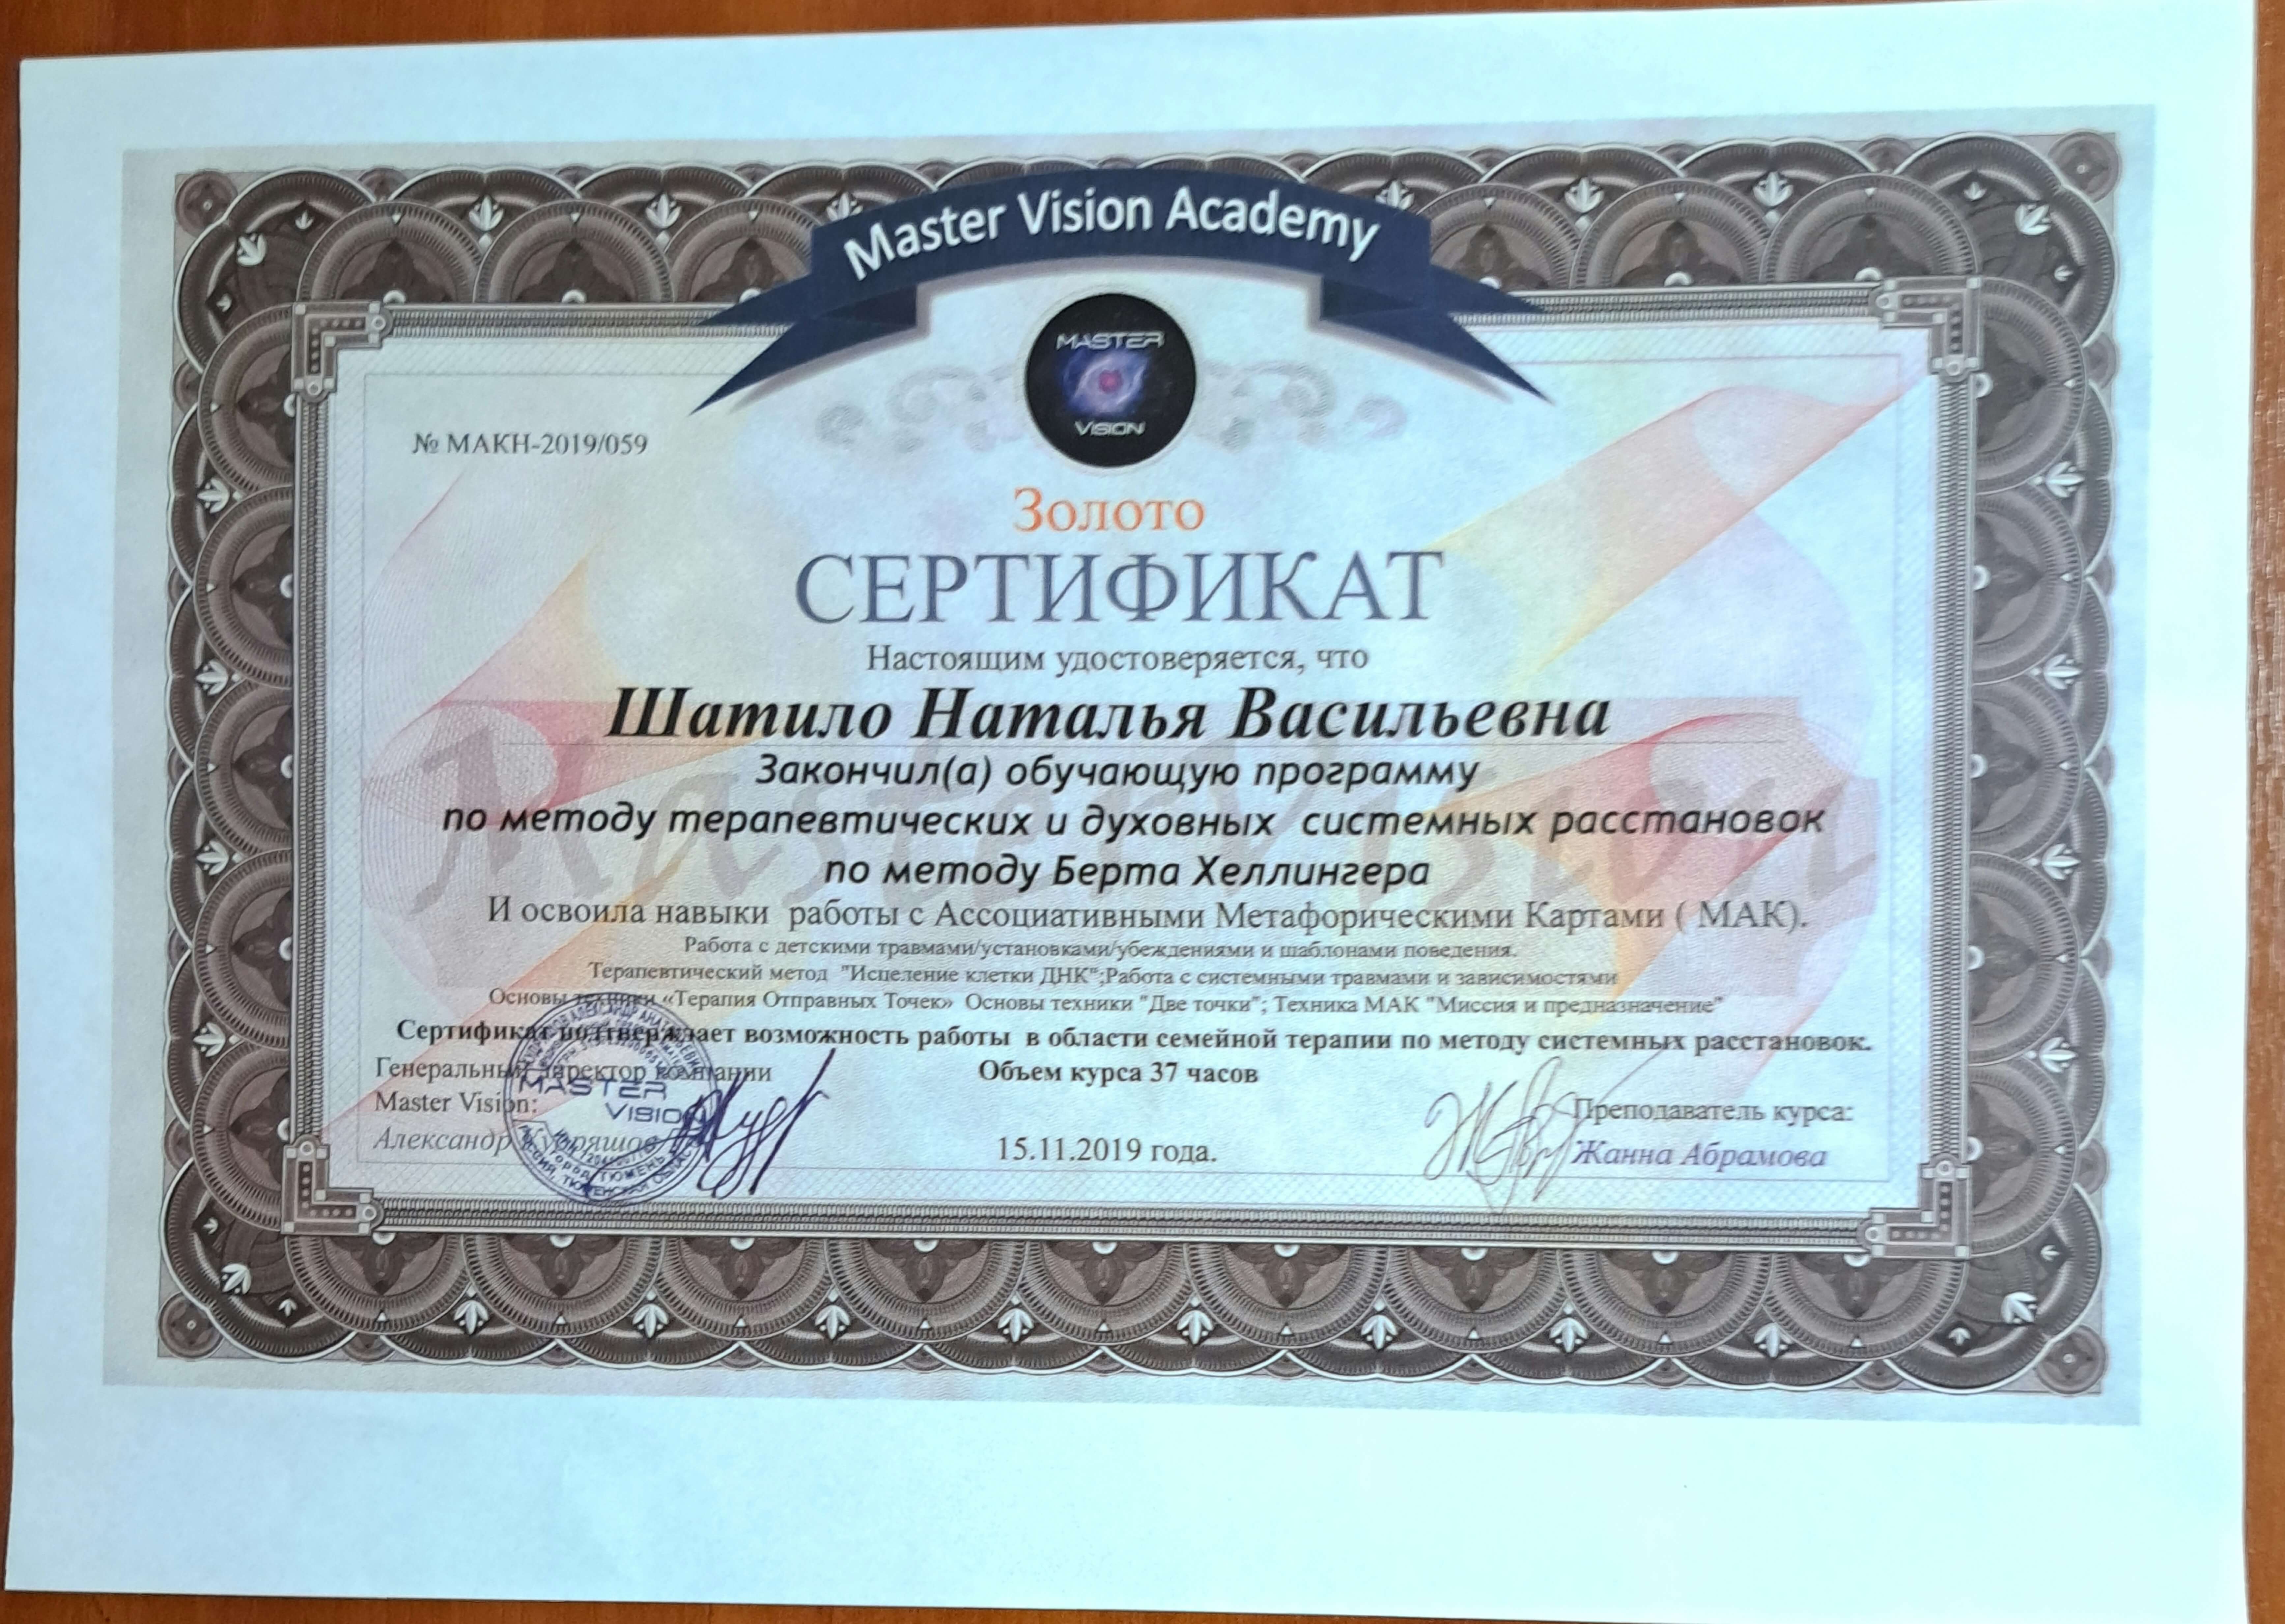 Master Vision Academy
MASTER
VISION
№ МАКН-2019/059
Золото
СЕРТИФИКАТ
Настоящим удостоверяется, что
Шатило Наталья Васильевна
Закончил(а) обучающую программу
по методу терапевтических и духовных системных расстановок
по методу Берта Хеллингера
И освоила навыки работы с Ассоциативными Метафорическими Картами ( МАК).
Работа с детскими травмами/установками/убеждениями и шаблонами поведения.
Терапевтический метод "Исцеление клетки ДНК";Работа с системными травмами и зависимостями
Основы техники «Терапия Отправных Точек» Основы техники "Две точки"; Техника МАК "Миссия и предназначение"
Сертификат подтверждает возможность работы в области семейной терапии по методу системных расстановок.
Генеральный директор компании
Master Vision:
Александр Кудряшов
MASTER
VISION
город ТЮМЕНЬ
Объем курса 37 часов
15.11.2019 года.
Преподаватель курса:
Жанна Абрамова